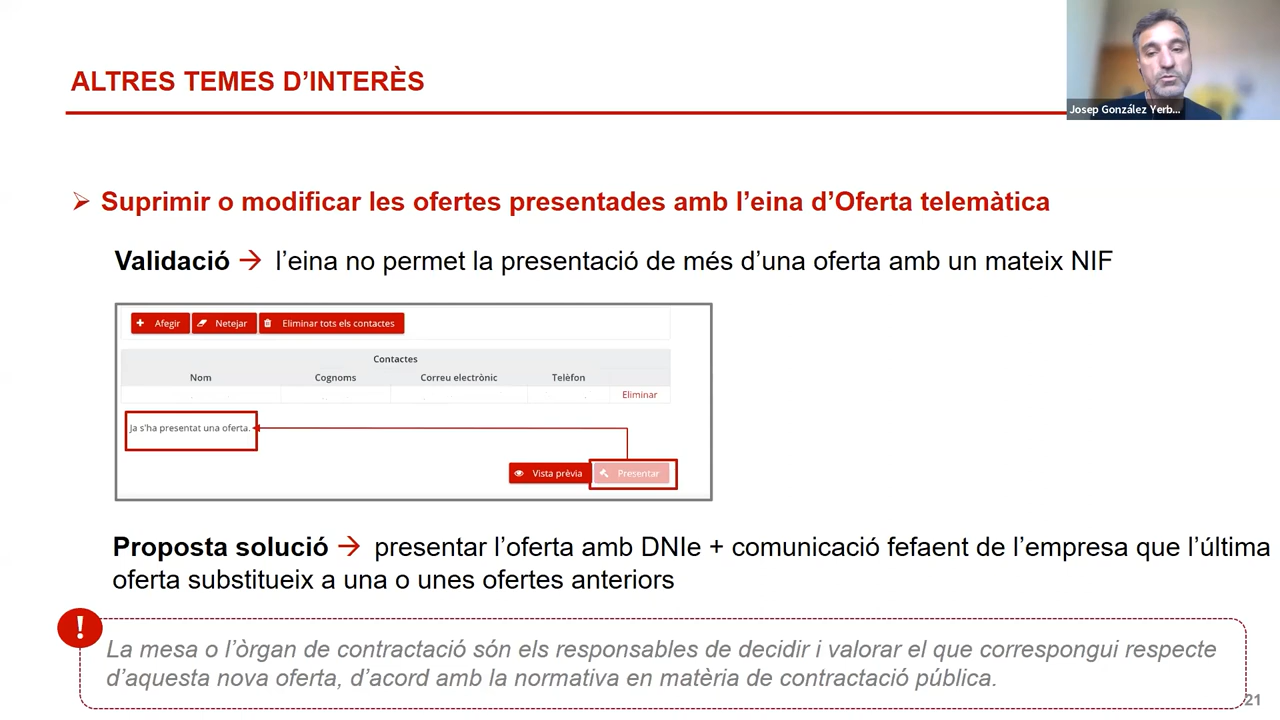 ALTRES TEMES D’INTERÈS
Josep González Yerb...
Suprimir o modificar les ofertes presentades amb l’eina d’Oferta telemàtica
Validació → l’eina no permet la presentació de més d’una oferta amb un mateix NIF
Afegir Netejar Eliminar tots els contactes
Contactes
Nom Cognoms Correu electrònic Telèfon
Eliminar
Ja s'ha presentat una oferta.
Vista prèvia Presentar
Proposta solució → presentar l’oferta amb DNIe + comunicació fefaent de l’empresa que l’última
oferta substitueix a una o unes ofertes anteriors
!
La mesa o l’òrgan de contractació són els responsables de decidir i valorar el que correspongui respecte
d’aquesta nova oferta, d’acord amb la normativa en matèria de contractació pública.
21